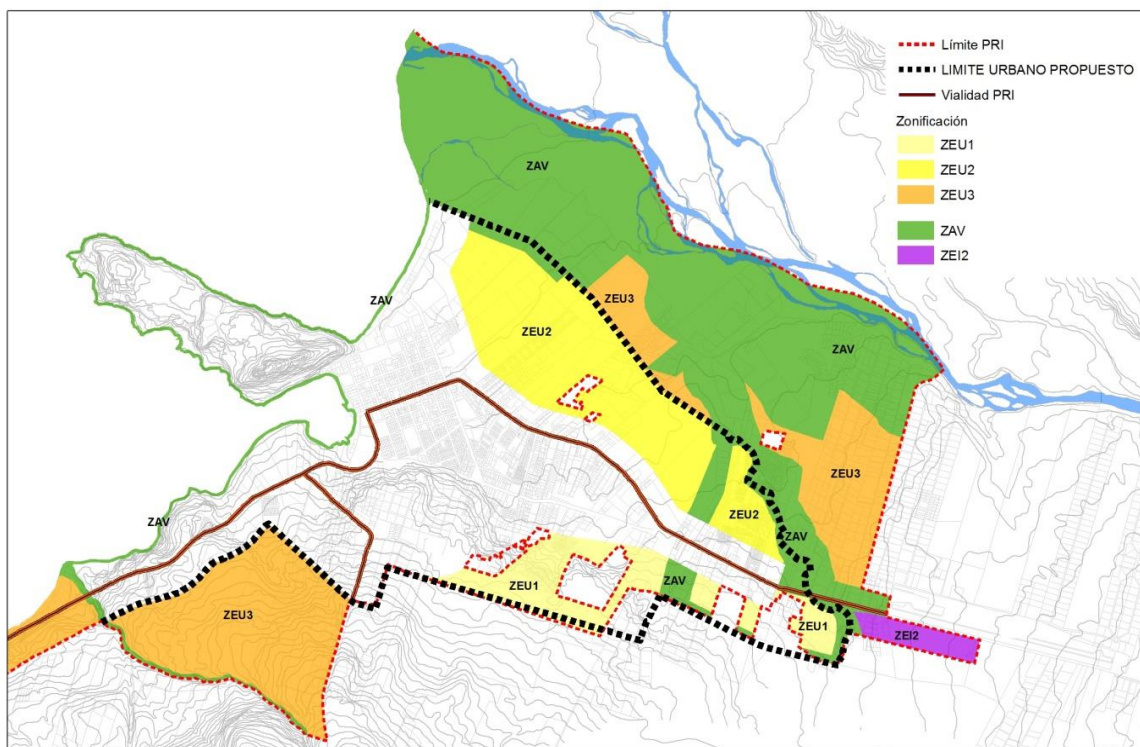 Límite PRI
LIMITE URBANO PROPUESTO
Vialidad PRI
Zonificación
ZEU1
ZEU2
ZEU3
ZAV
ZEI2
ZAV
ZAV
ZEU3
ZEU2
ZAV
ZEU3
ZEU2
ZAV
ZAV
ZEU1
ZAV
ZEU3
ZEU1
ZEI2